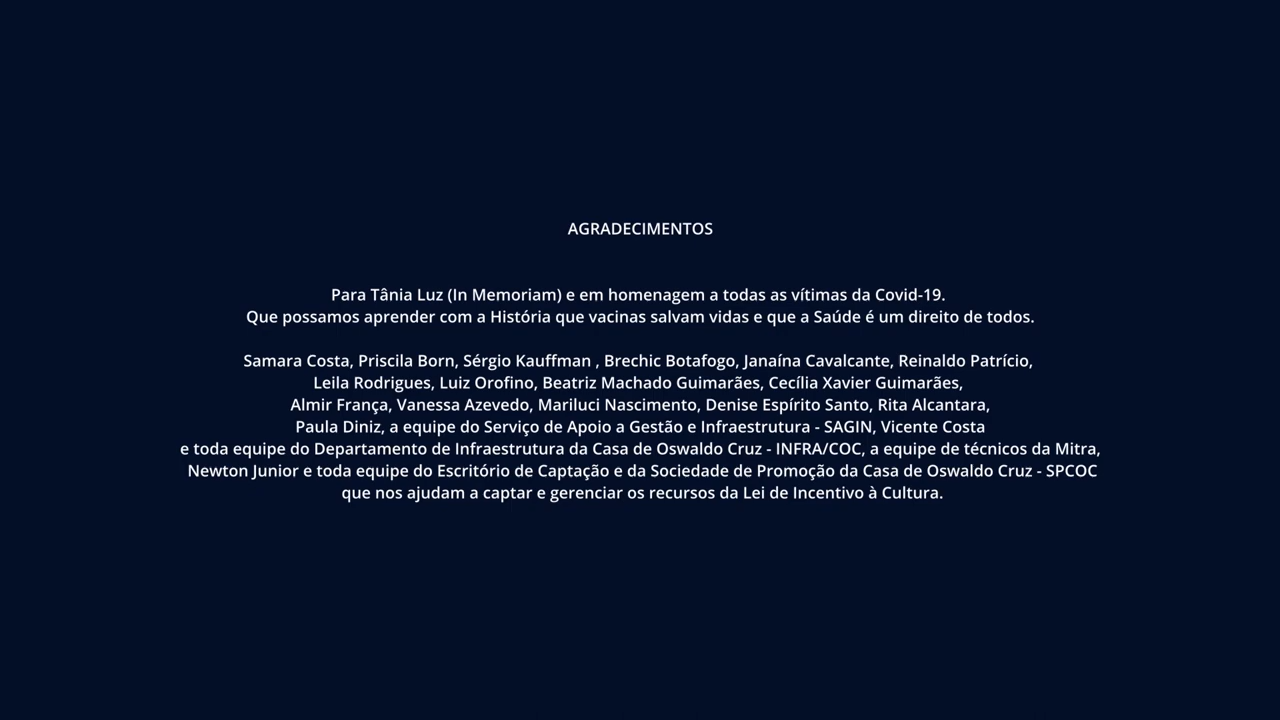 AGRADECIMENTOS
Para Tânia Luz (In Memoriam) e em homenagem a todas as vítimas da Covid-19.
Que possamos aprender com a História que vacinas salvam vidas e que a Saúde é um direito de todos.
Samara Costa, Priscila Born, Sérgio Kauffman , Brechic Botafogo, Janaína Cavalcante, Reinaldo Patrício,
Leila Rodrigues, Luiz Orofino, Beatriz Machado Guimarães, Cecília Xavier Guimarães,
Almir França, Vanessa Azevedo, Mariluci Nascimento, Denise Espírito Santo, Rita Alcantara,
Paula Diniz, a equipe do Serviço de Apoio a Gestão e Infraestrutura - SAGIN, Vicente Costa
e toda equipe do Departamento de Infraestrutura da Casa de Oswaldo Cruz - INFRA/COC, a equipe de técnicos da Mitra,
Newton Junior e toda equipe do Escritório de Captação e da Sociedade de Promoção da Casa de Oswaldo Cruz - SPCOC
que nos ajudam a captar e gerenciar os recursos da Lei de Incentivo à Cultura.